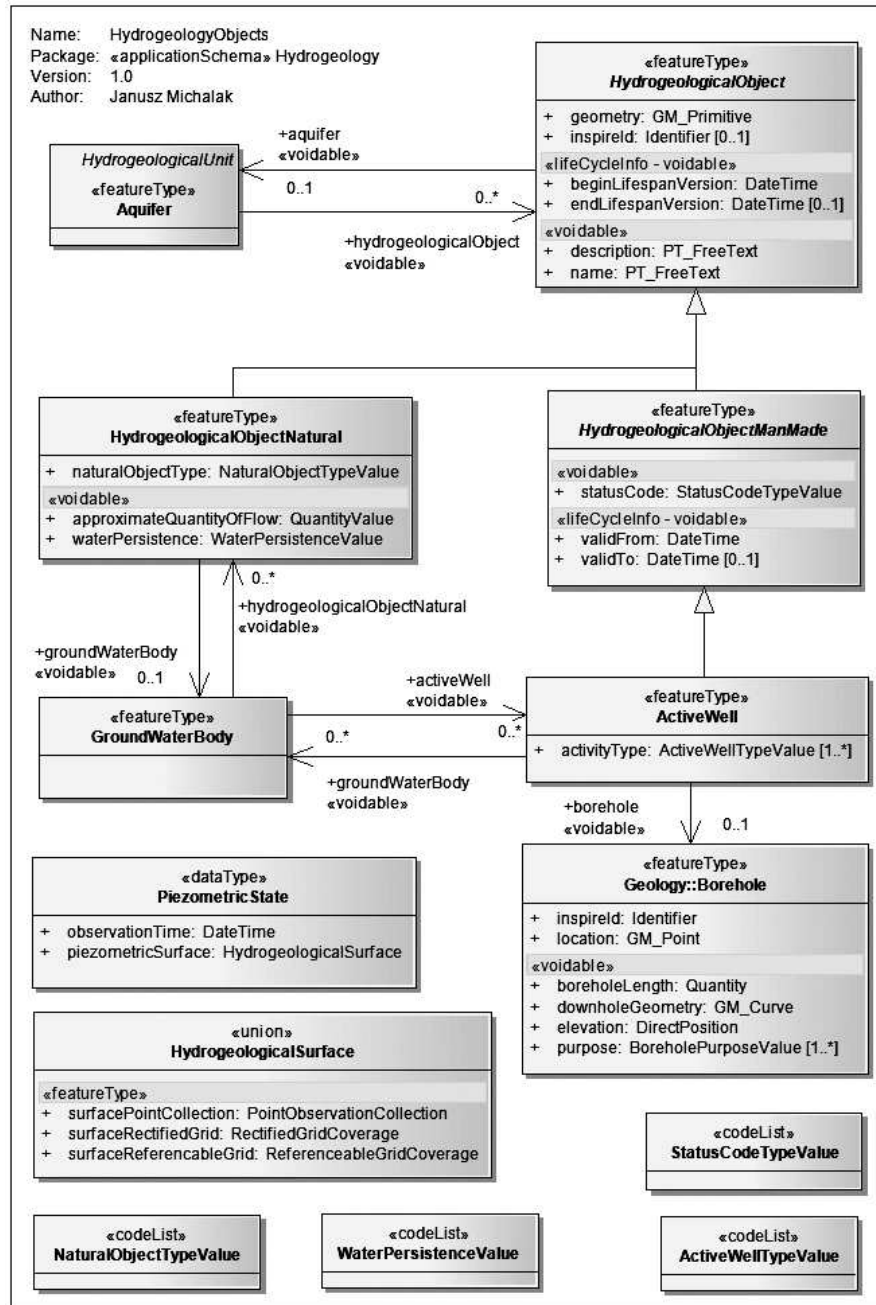 Name: HydrogeologyObjects
Package: «applicationSchema» Hydrogeology
Version: 1.0
Author: Janusz Michalak
«featureType»
HydrogeologicalObject
+ geometry: GM_Primitive
+ inspireId: Identifier [0..1]
«lifeCycleInfo - voidable»
+ beginLifespanVersion: DateTime
+ endLifespanVersion: DateTime [0..1]
«voidable»
+ description: PT_FreeText
+ name: PT_FreeText
+aquifer
«voidable»
0..1
HydrogeologicalUnit
«featureType»
Aquifer
0..*
+hydrogeologicalObject
«voidable»
«featureType»
HydrogeologicalObjectNatural
+ naturalObjectType: NaturalObjectTypeValue
«voidable»
+ approximateQuantityOfFlow: QuantityValue
+ waterPersistence: WaterPersistenceValue
«featureType»
HydrogeologicalObjectManMade
«voidable»
+ statusCode: StatusCodeTypeValue
«lifeCycleInfo - voidable»
+ validFrom: DateTime
+ validTo: DateTime [0..1]
0..*
+hydrogeologicalObjectNatural
«voidable»
+groundWaterBody
«voidable»
0..1
«featureType»
GroundWaterBody
+activeWell
«voidable»
0..*
0..*
+groundWaterBody
«voidable»
«featureType»
ActiveWell
+ activityType: ActiveWellTypeValue [1..*]
+borehole
«voidable»
0..1
«featureType»
Geology::Borehole
+ inspireId: Identifier
+ location: GM_Point
«voidable»
+ boreholeLength: Quantity
+ downholeGeometry: GM_Curve
+ elevation: DirectPosition
+ purpose: BoreholePurposeValue [1..*]
«dataType»
PiezometricState
+ observationTime: DateTime
+ piezometricSurface: HydrogeologicalSurface
«union»
HydrogeologicalSurface
«featureType»
+ surfacePointCollection: PointObservationCollection
+ surfaceRectifiedGrid: RectifiedGridCoverage
+ surfaceReferencableGrid: ReferenceableGridCoverage
«codeList»
StatusCodeTypeValue
«codeList»
NaturalObjectTypeValue
«codeList»
WaterPersistenceValue
«codeList»
ActiveWellTypeValue